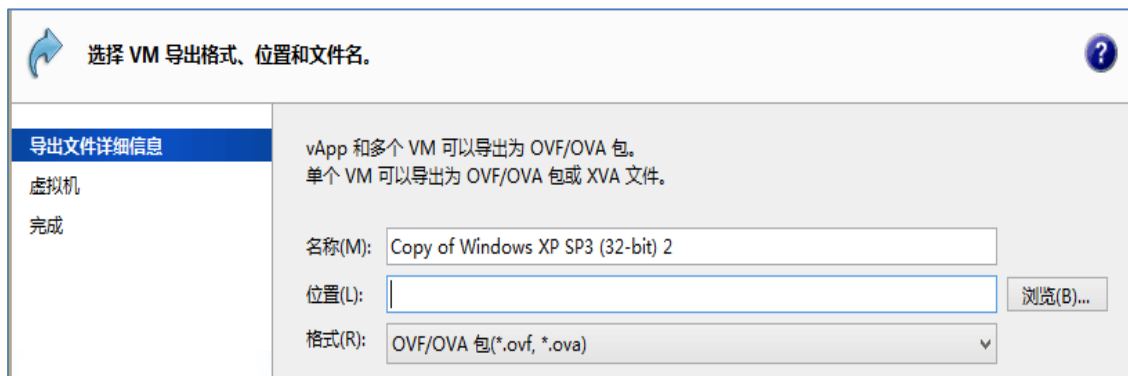 选择 VM 导出格式、位置和文件名。
?
导出文件详细信息
虚拟机
完成
vApp 和多个 VM 可以导出为 OVF/OVA 包。
单个 VM 可以导出为 OVF/OVA 包或 XVA 文件。
名称(M): Copy of Windows XP SP3 (32-bit) 2
位置(L): 浏览(B)...
格式(R): OVF/OVA 包(*.ovf, *.ova)